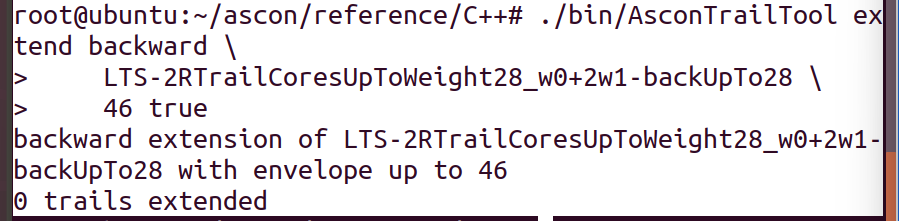 root@ubuntu:~/ascon/reference/C++# ./bin/AsconTrailTool ex
tend backward \
>     LTS-2RTrailCoresUpToWeight28_w0+2w1-backUpTo28 \
>     46 true
backward extension of LTS-2RTrailCoresUpToWeight28_w0+2w1-
backUpTo28 with envelope up to 46
0 trails extended